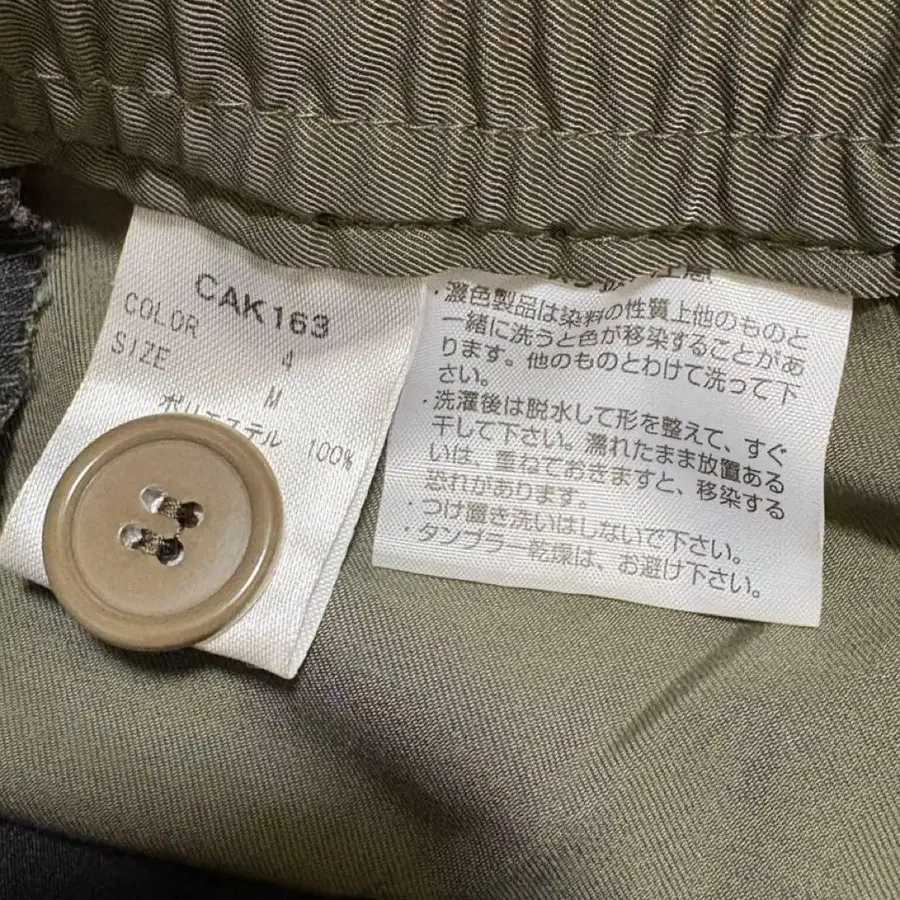 CAK163
COLOR 4
SIZE M
ポリエステル 100%
・濃色製品は染料の性質上他のものと
一緒に洗うと色が移染することがあ
ります。他のものとわけて洗って下
さい。
・洗濯後は脱水して形を整えて、すぐ
干して下さい。濡れたまま放置ある
いは、重ねておきますと、移染する
恐れがあります。
・つけ置き洗いはしないで下さい。
・タンブラー乾燥は、お避け下さい。